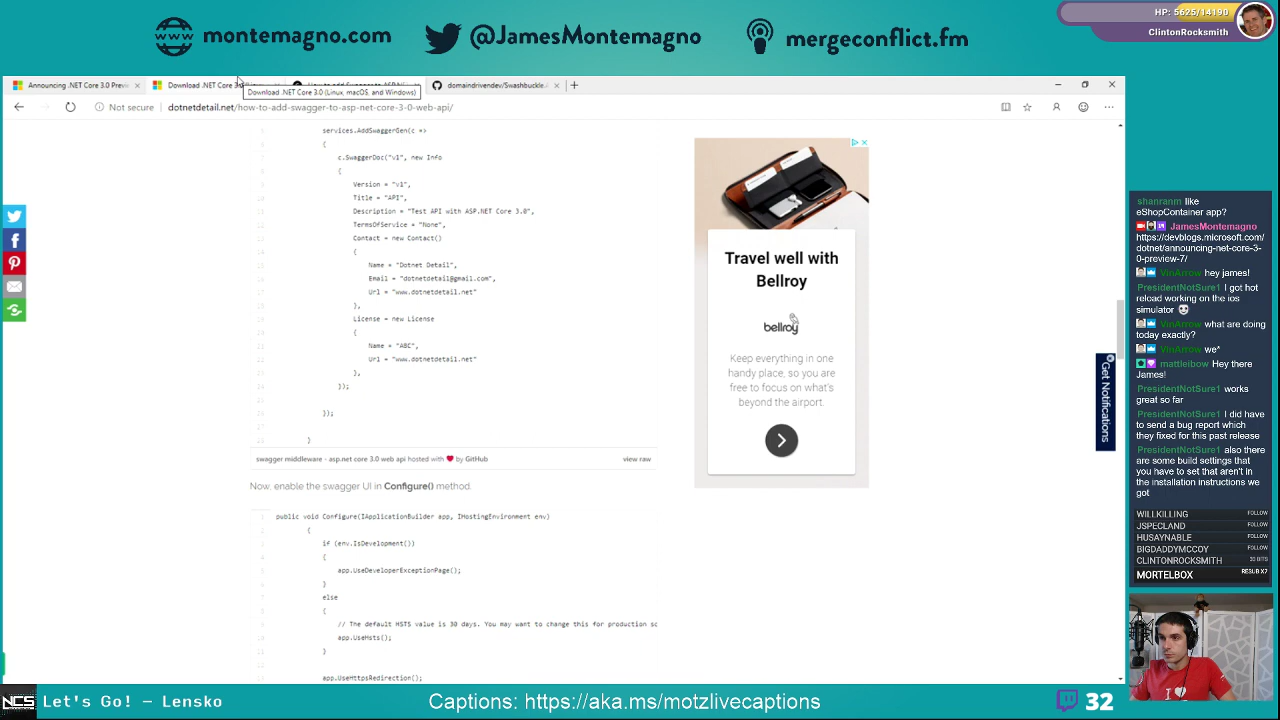 montemagno.com
@JamesMontemagno
mergeconflict.fm
HP: 5625/14190
ClintonRocksmith
Announcing .NET Core 3.0 Previ
Download .NET Core 3.0
domaindrivendev/Swashbuckle.A
Download .NET Core 3.0 (Linux, macOS, and Windows)
Not secure
dotnetdetail.net/how-to-add-swagger-to-asp-net-core-3-0-web-api/
services.AddSwaggerGen(c =>
{
c.SwaggerDoc("v1", new Info
{
Version = "v1",
Title = "API",
Description = "Test API with ASP.NET Core 3.0",
TermsOfService = "None",
Contact = new Contact()
{
Name = "Dotnet Detail",
Email = "dotnetdetail@gmail.com",
Url = "www.dotnetdetail.net"
},
License = new License
{
Name = "ABC",
Url = "www.dotnetdetail.net"
},
});
});
}
swagger middleware - asp.net core 3.0 web api hosted with ❤ by GitHub
view raw
Now, enable the swagger UI in Configure() method.
public void Configure(IApplicationBuilder app, IHostingEnvironment env)
{
if (env.IsDevelopment())
{
app.UseDeveloperExceptionPage();
}
else
{
// The default HSTS value is 30 days. You may want to change this for production sc
app.UseHsts();
}
app.UseHttpsRedirection();
Travel well with
Bellroy
bellroy
Keep everything in one
handy place, so you are
free to focus on what's
beyond the airport.
Get Notifications
shanranm like
eShopContainer app?
JamesMontemagno
https://devblogs.microsoft.com/
dotnet/announcing-net-core-3-
0-preview-7/
VinArrow hey james!
PresidentNotSure1 I got hot
reload working on the ios
simulator
VinArrow what are doing
today exactly?
VinArrow we*
mattleibow Hey there
James!
PresidentNotSure1 works
great so far
PresidentNotSure1 I did have
to send a bug report which
they fixed for this past release
PresidentNotSure1 also there
are some build settings that
you have to set that aren't in
the installation instructions we
got
WILLKILLING FOLLOW
JSPECLAND FOLLOW
HUSAYNABLE FOLLOW
BIGDADDYMCCOY FOLLOW
CLINTONROCKSMITH 30 BITS
MORTELBOX RESUB X7
NCS
Let's Go! – Lensko
Captions: https://aka.ms/motzlivecaptions
32